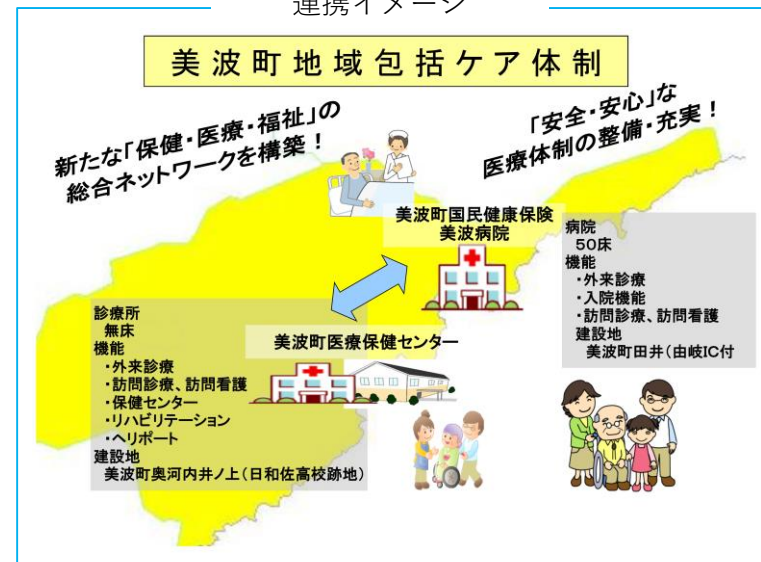 連携イメージ
美波町地域包括ケア体制
新たな「保健・医療・福祉」の
総合ネットワークを構築！
「安全・安心」な
医療体制の整備・充実！
美波町国民健康保険
美波病院
病院
50床
機能
・外来診療
・入院機能
・訪問診療、訪問看護
建設地
美波町田井（由岐IC付
診療所
無床
機能
・外来診療
・訪問診療、訪問看護
・保健センター
・リハビリテーション
・ヘリポート
建設地
美波町奥河内井ノ上（日和佐高校跡地）
美波町医療保健センター